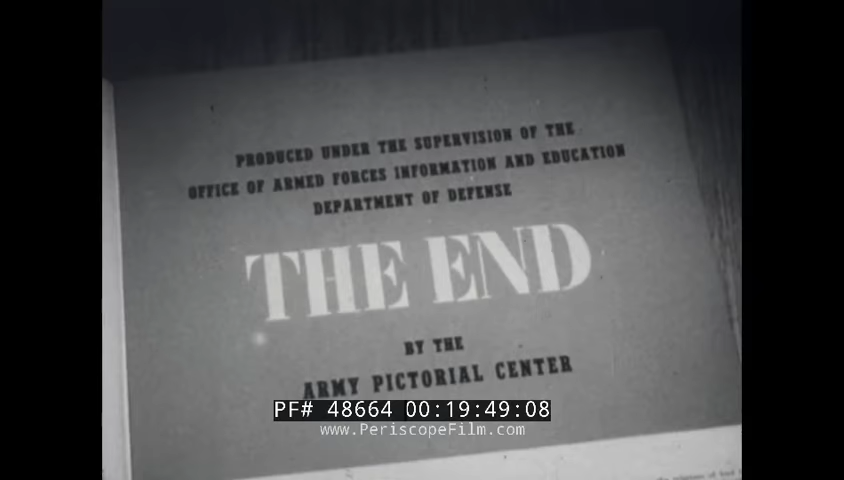 PRODUCED UNDER THE SUPERVISION OF THE
OFFICE OF ARMED FORCES INFORMATION AND EDUCATION
DEPARTMENT OF DEFENSE
THE END
BY THE
ARMY PICTORIAL CENTER
PF# 48664 00:19:49:08
www.PeriscopeFilm.com